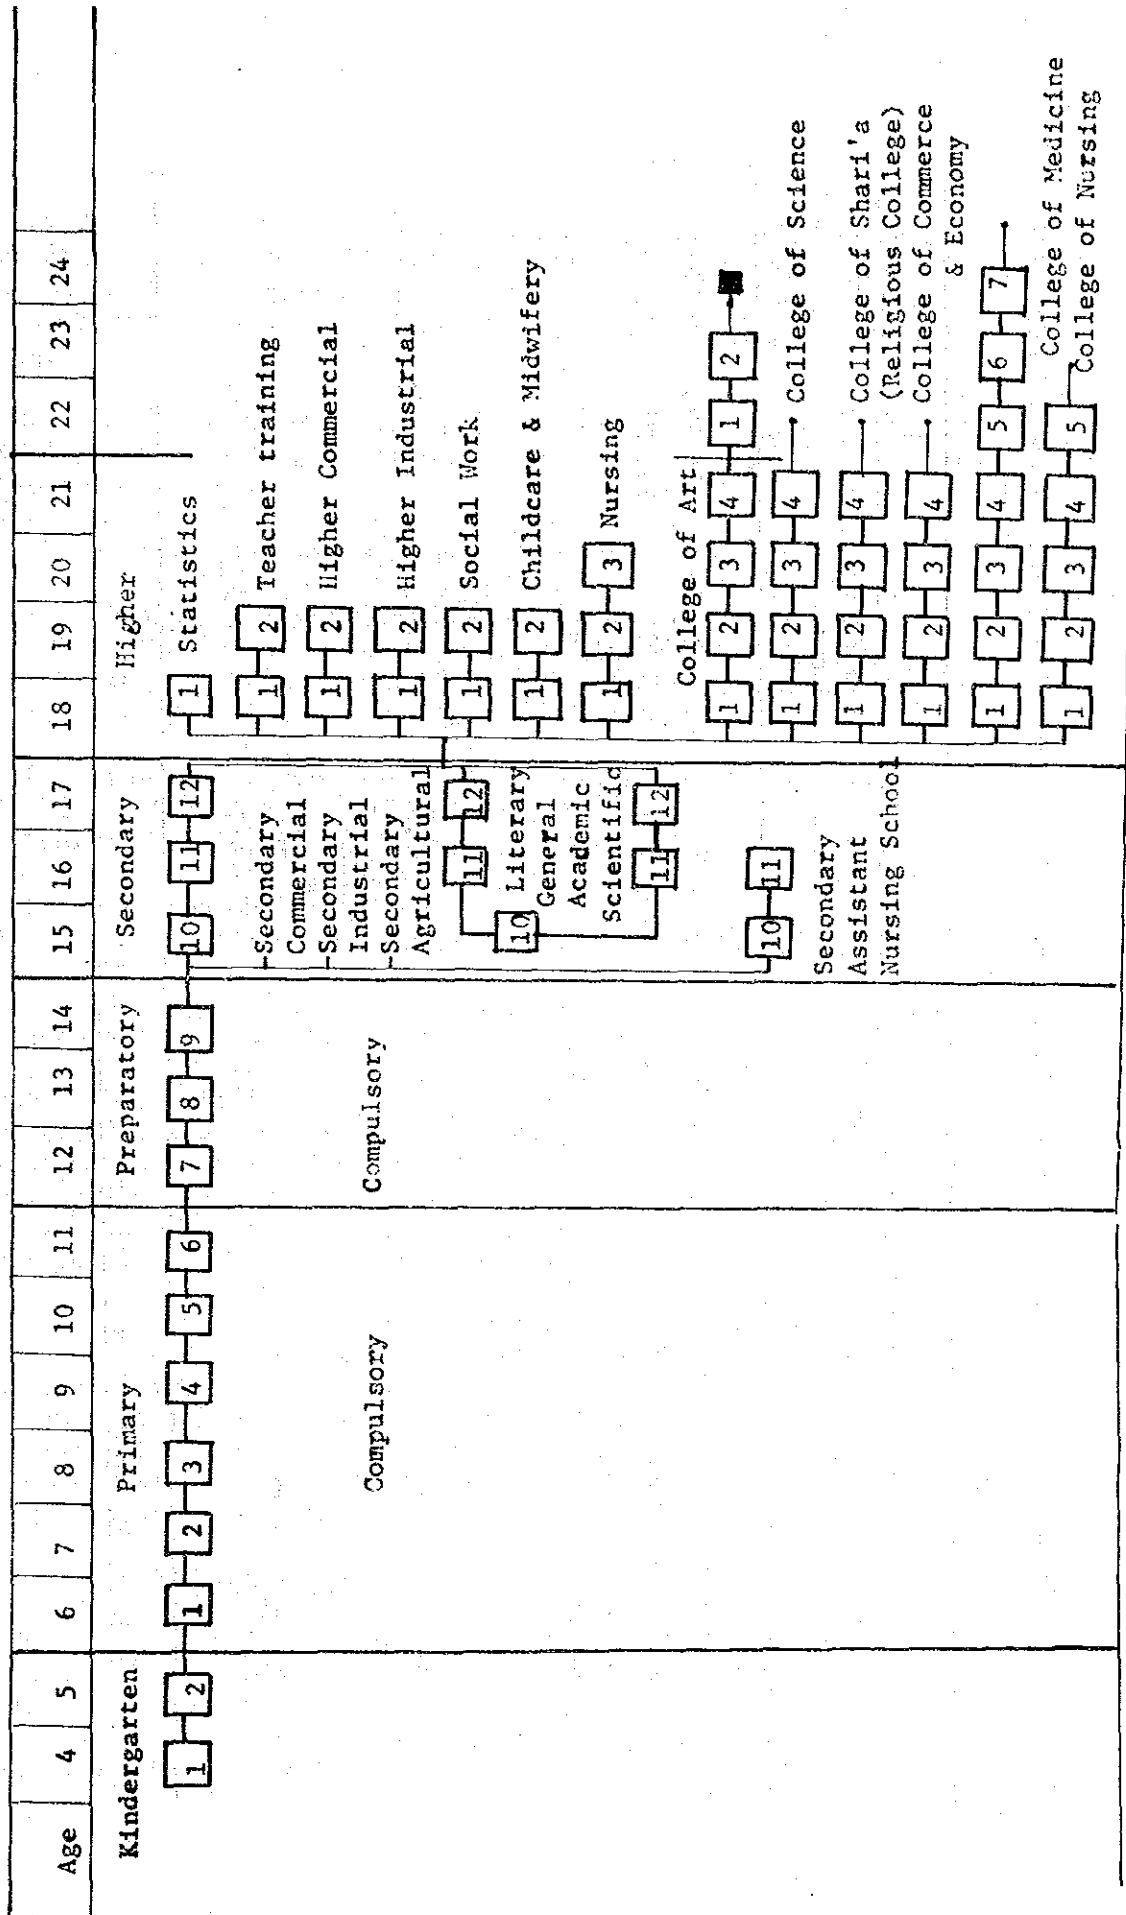 Age 4 5 6 7 8 9 10 11 12 13 14 15 16 17 18 19 20 21 22 23 24
Kindergarten Primary Preparatory Secondary Higher
1 2 1 2 3 4 5 6 7 8 9 10 11 12 1 Statistics
1 2 Teacher training
-Secondary
Commercial
1 2 Higher Commercial
-Secondary
Industrial
Compulsory Compulsory
-Secondary
Agricultural
1 2 Higher Industrial
11 12 1 2 Social Work
10 Literary
General
1 2 Childcare & Midwifery
Academic
Scientific
1 2 3 Nursing
11 12
College of Art
1 2 3 4 1 2
10 11 1 2 3 4 College of Science
Secondary
Assistant
Nursing School
1 2 3 4 College of Shari'a
(Religious College)
1 2 3 4 College of Commerce
& Economy
1 2 3 4 5 6 7
College of Medicine
1 2 3 4 5 College of Nursing